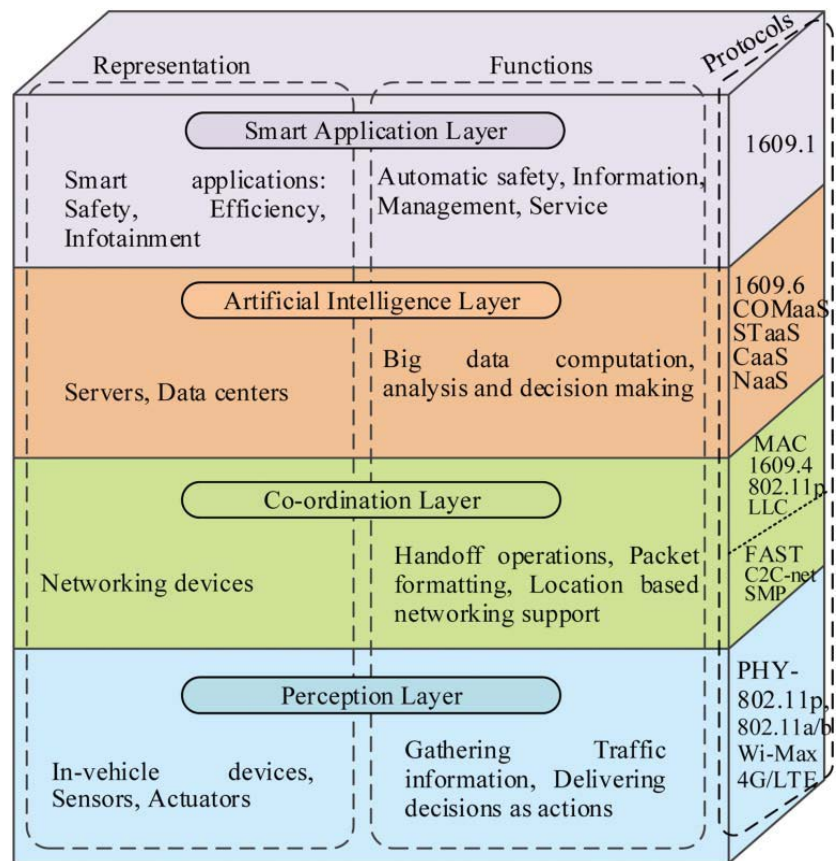 Representation
Functions
Protocols
Smart Application Layer
Smart applications:
Safety, Efficiency,
Infotainment
Automatic safety, Information,
Management, Service
1609.1
Artificial Intelligence Layer
Servers, Data centers
Big data computation,
analysis and decision making
1609.6
COMaaS
STaaS
CaaS
NaaS
Co-ordination Layer
Networking devices
Handoff operations, Packet
formatting, Location based
networking support
MAC
1609.4
802.11p
LLC
FAST
C2C-net
SMP
Perception Layer
In-vehicle devices,
Sensors, Actuators
Gathering Traffic
information, Delivering
decisions as actions
PHY-
802.11p,
802.11a/b
Wi-Max
4G/LTE